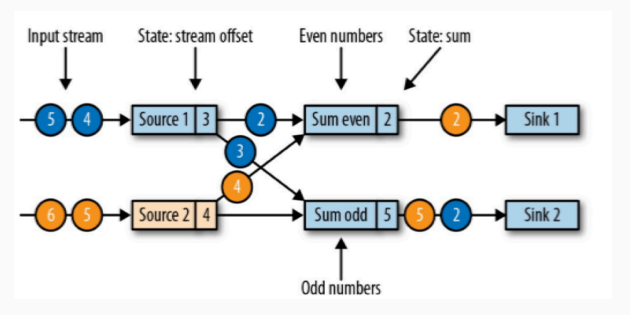 Input stream State: stream offset Even numbers State: sum
5 4 Source 1 3 2 Sum even 2 2 Sink 1
3
4
6 5 Source 2 4 Sum odd 5 5 2 Sink 2
Odd numbers